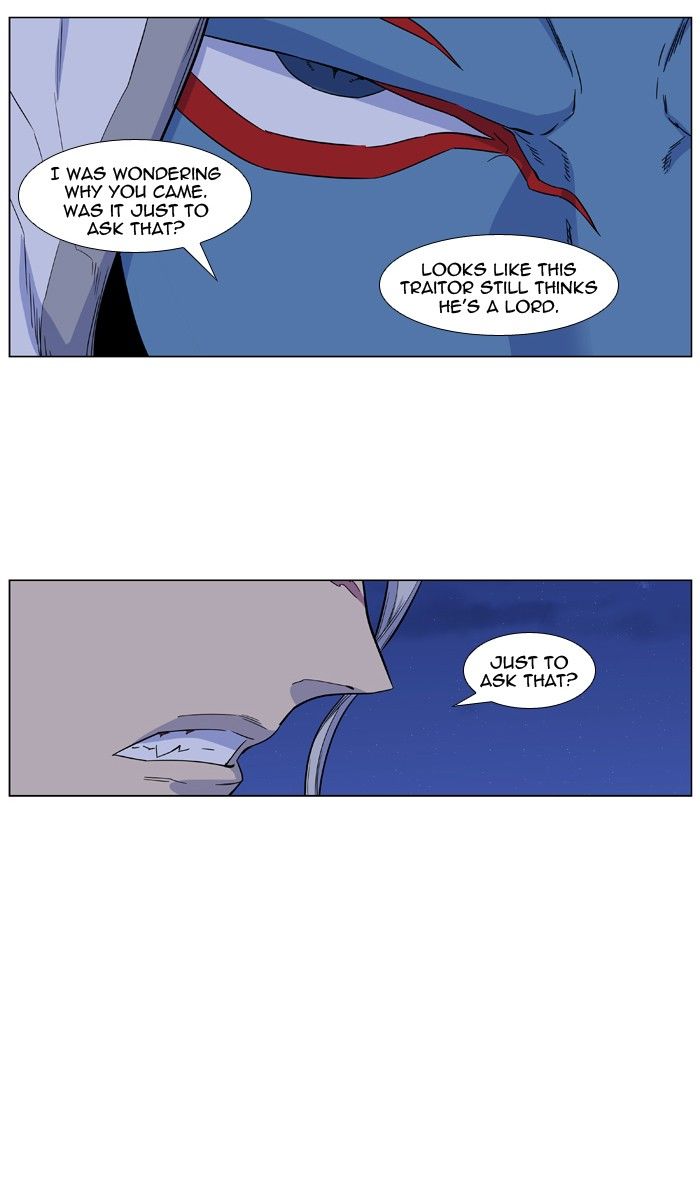 I WAS WONDERING
WHY YOU CAME.
WAS IT JUST TO
ASK THAT?
LOOKS LIKE THIS
TRAITOR STILL THINKS
HE'S A LORD.
JUST TO
ASK THAT?